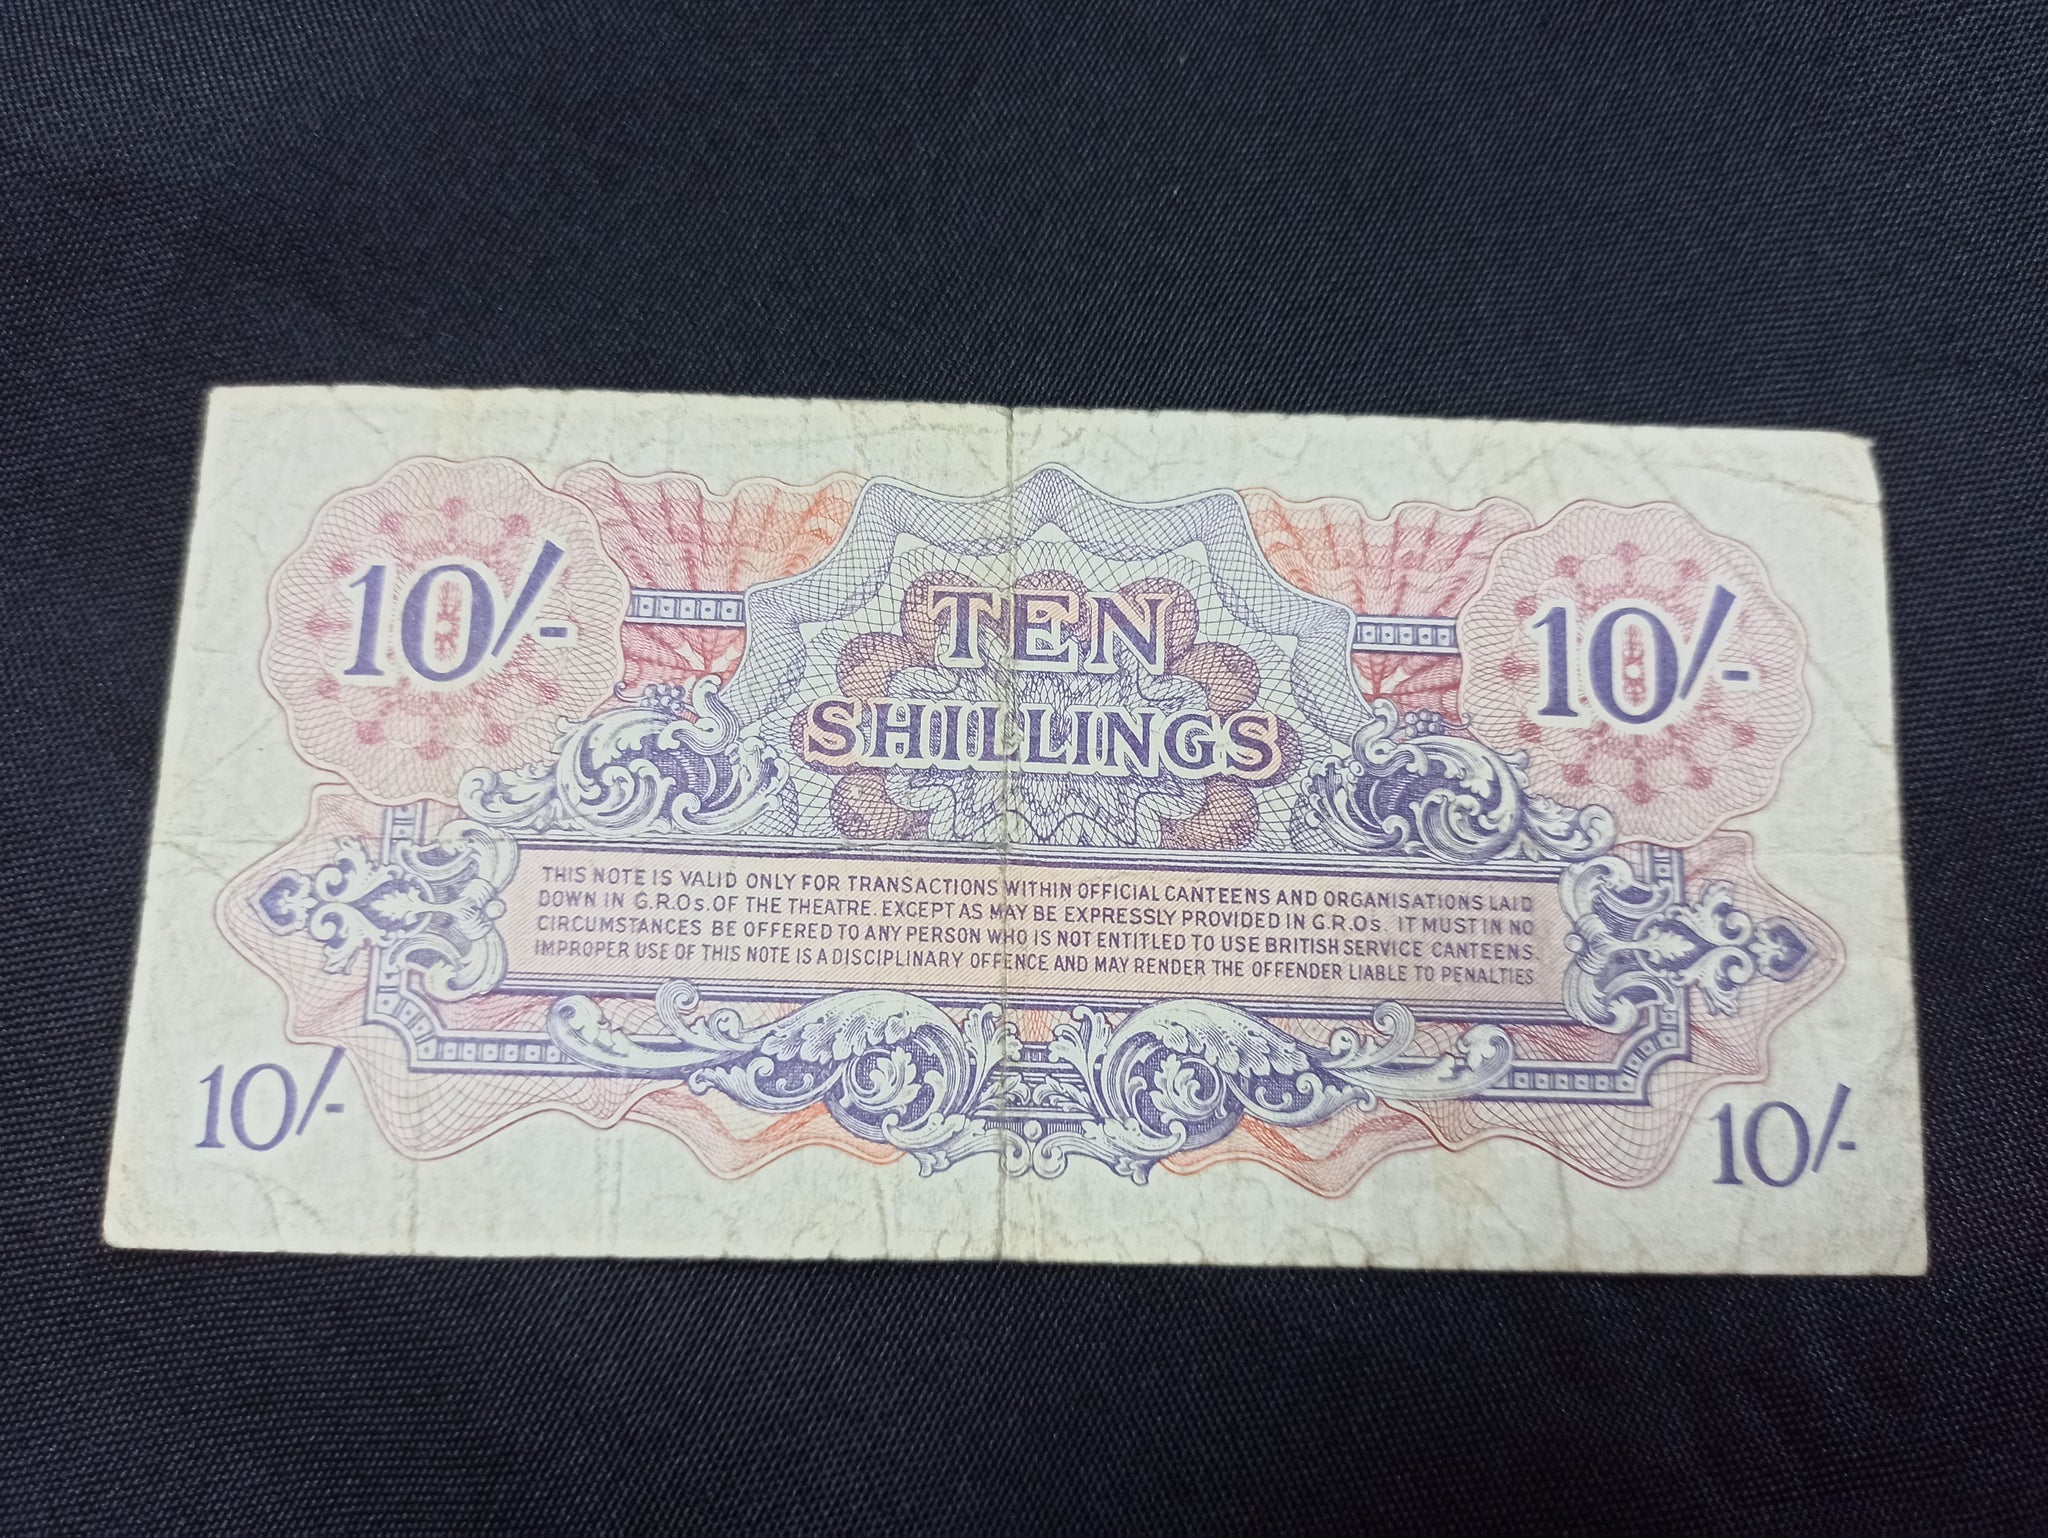 10/-
TEN
10/-
SHILLINGS
THIS NOTE IS VALID ONLY FOR TRANSACTIONS WITHIN OFFICIAL CANTEENS AND ORGANISATIONS LAID
DOWN IN G.R.Os. OF THE THEATRE. EXCEPT AS MAY BE EXPRESSLY PROVIDED IN G.R.Os. IT MUST IN NO
CIRCUMSTANCES BE OFFERED TO ANY PERSON WHO IS NOT ENTITLED TO USE BRITISH SERVICE CANTEENS.
IMPROPER USE OF THIS NOTE IS A DISCIPLINARY OFFENCE AND MAY RENDER THE OFFENDER LIABLE TO PENALTIES
10/-
10/-